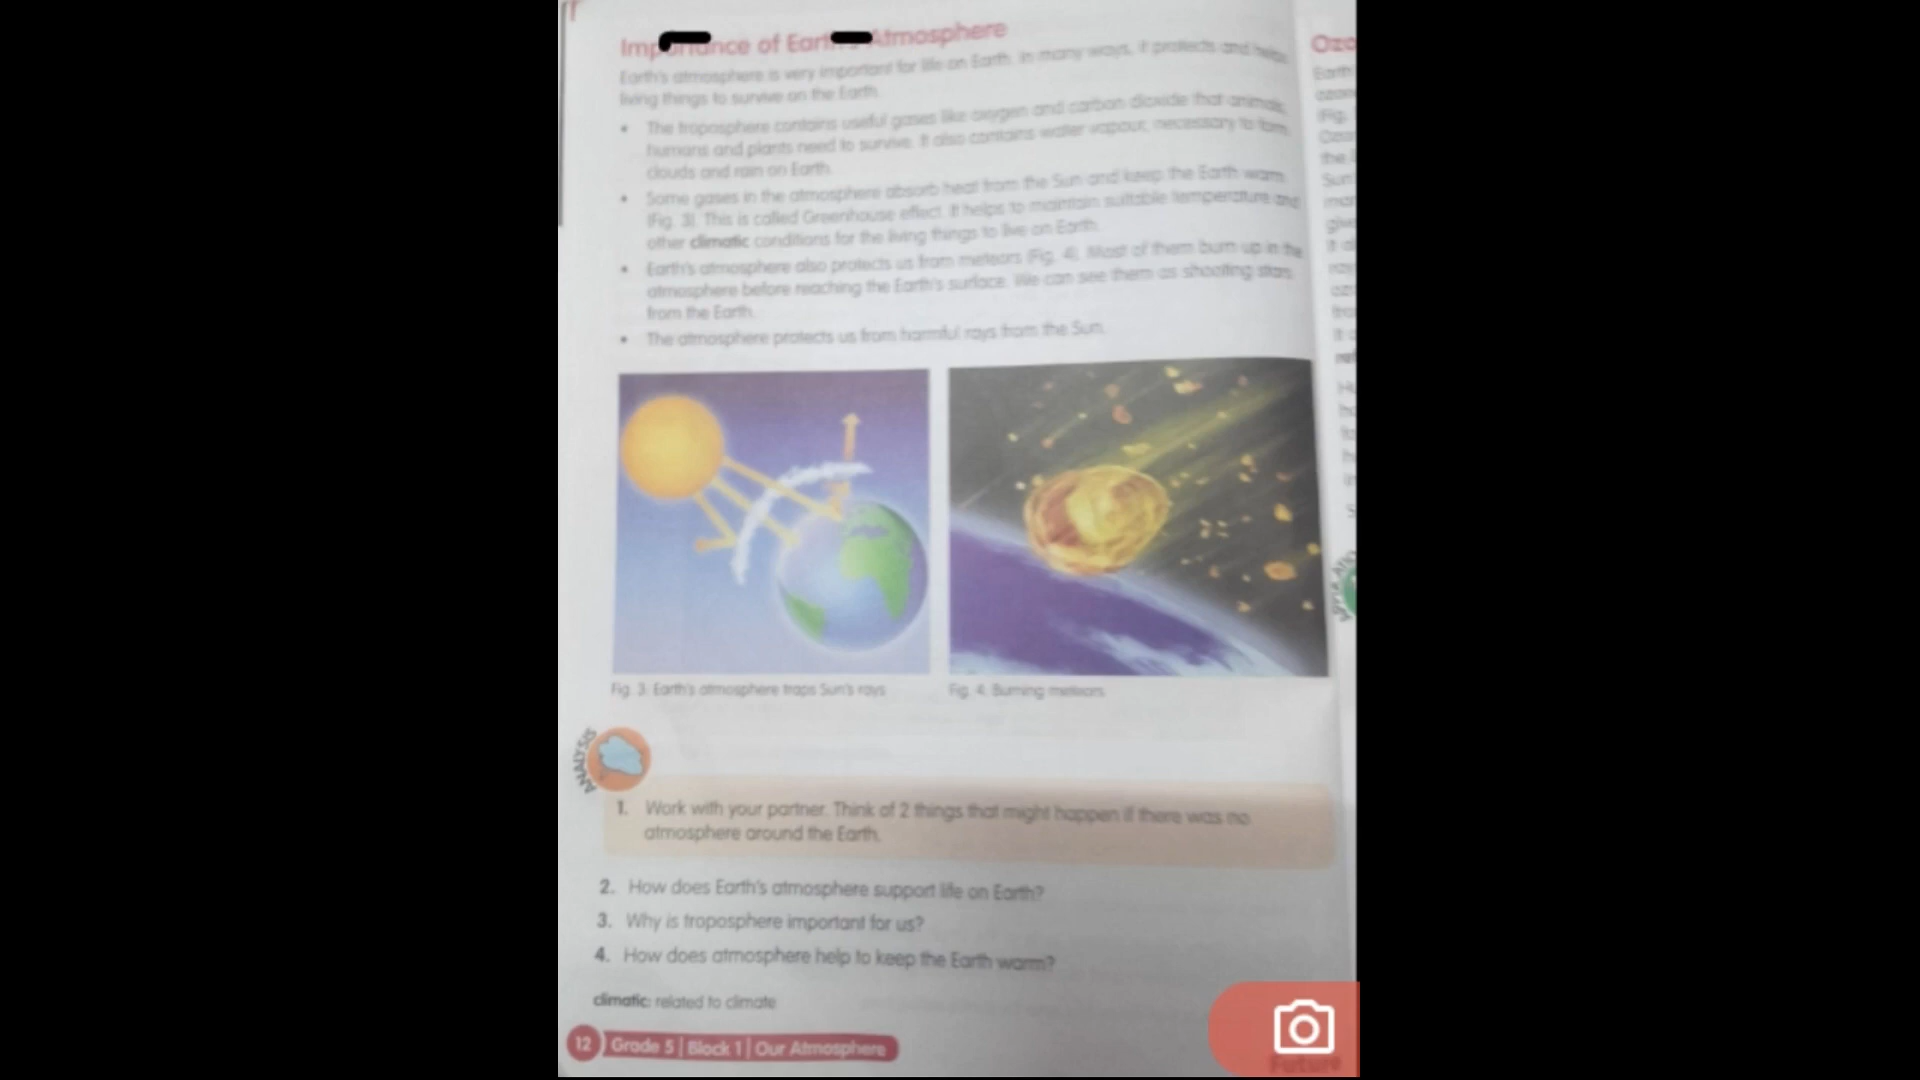 Importance of Earth's Atmosphere
Earth's atmosphere is very important for life on Earth. In many ways, it protects and helps
living things to survive on the Earth.
• The troposphere contains useful gases like oxygen and carbon dioxide that animals,
humans and plants need to survive. It also contains water vapour, necessary to form
clouds and rain on Earth.
• Some gases in the atmosphere absorb heat from the Sun and keep the Earth warm
(Fig. 3). This is called Greenhouse effect. It helps to maintain suitable temperature and
other climatic conditions for the living things to live on Earth.
• Earth's atmosphere also protects us from meteors (Fig. 4). Most of them burn up in the
atmosphere before reaching the Earth's surface. We can see them as shooting stars
from the Earth.
• The atmosphere protects us from harmful rays from the Sun.
Fig. 3: Earth's atmosphere traps Sun's rays
Fig. 4: Burning meteors
ANALYSIS
1. Work with your partner. Think of 2 things that might happen if there was no
atmosphere around the Earth.
2. How does Earth's atmosphere support life on Earth?
3. Why is troposphere important for us?
4. How does atmosphere help to keep the Earth warm?
climatic: related to climate
12 Grade 5 | Block 1 | Our Atmosphere
Future